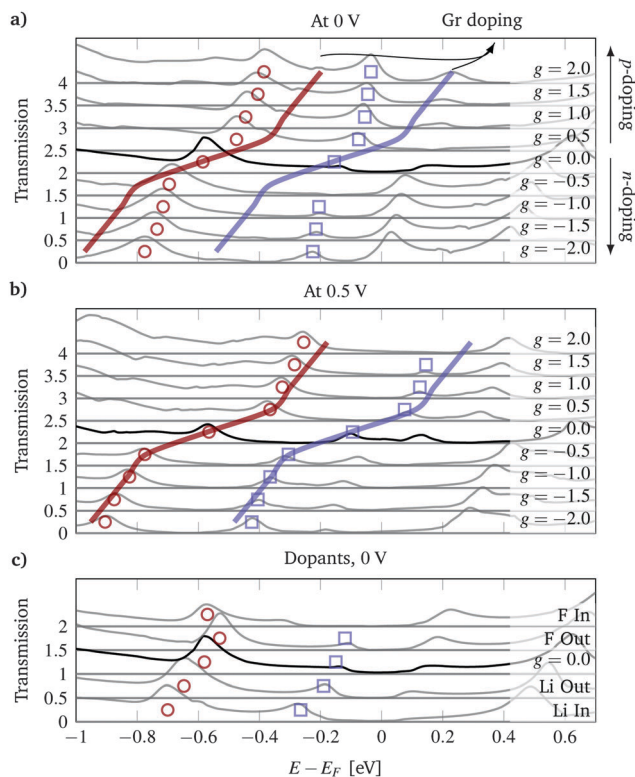 a)
At 0 V
Gr doping
Transmission
4
3.5
3
2.5
2
1.5
1
0.5
0
g = 2.0
g = 1.5
g = 1.0
g = 0.5
g = 0.0
g = −0.5
g = −1.0
g = −1.5
g = −2.0
p-doping
n-doping
b)
At 0.5 V
Transmission
4
3.5
3
2.5
2
1.5
1
0.5
0
g = 2.0
g = 1.5
g = 1.0
g = 0.5
g = 0.0
g = −0.5
g = −1.0
g = −1.5
g = −2.0
c)
Dopants, 0 V
Transmission
2
1.5
1
0.5
0
F In
F Out
g = 0.0
Li Out
Li In
−1 −0.8 −0.6 −0.4 −0.2 0 0.2 0.4 0.6
E − E_F [eV]